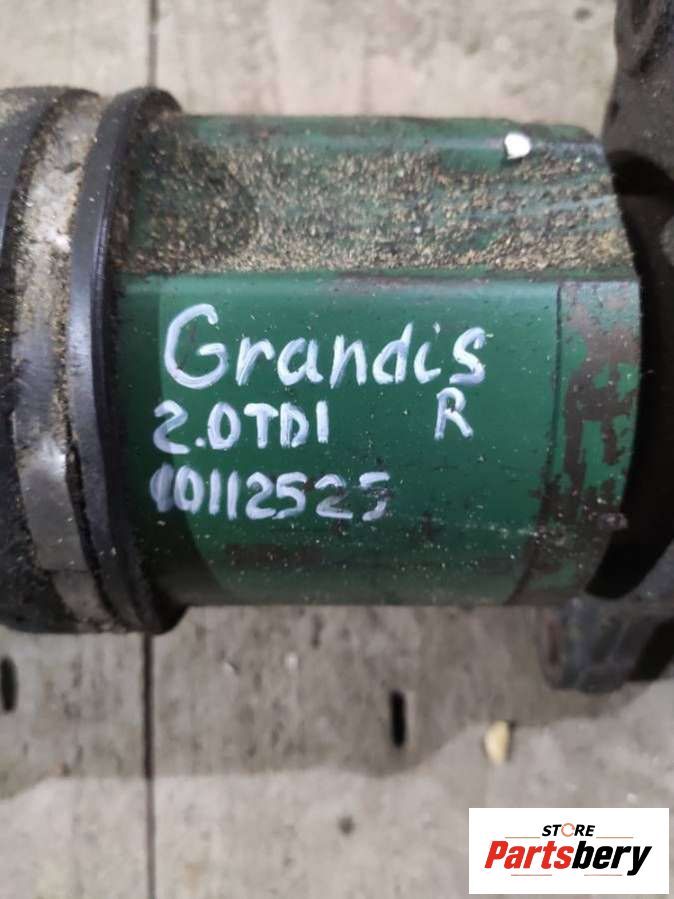 Grandis
2.0TDI R
10112525
STORE
Partsbery